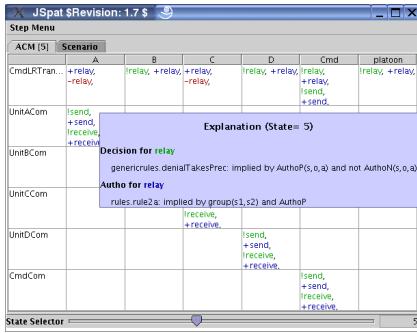 JSpat $Revision: 1.7 $
Step Menu
ACM [5] Scenario
A B C D Cmd platoon
CmdLRTran... +relay, !relay, +relay, +relay, !relay, +relay, !relay, !relay, +relay,
−relay, −relay, +relay,
!send,
+send,
UnitACom !send,
+send,
!receive,
+receive,
Explanation (State= 5)
Decision for relay
genericrules.denialTakesPrec: implied by AuthoP(s,o,a) and not AuthoN(s,o,a)
Autho for relay
rules.rule2a: implied by group(s1,s2) and AuthoP
UnitBCom
UnitCCom
!receive,
+receive,
UnitDCom !send,
+send,
!receive,
+receive,
CmdCom !send,
+send,
!receive,
+receive,
State Selector 5